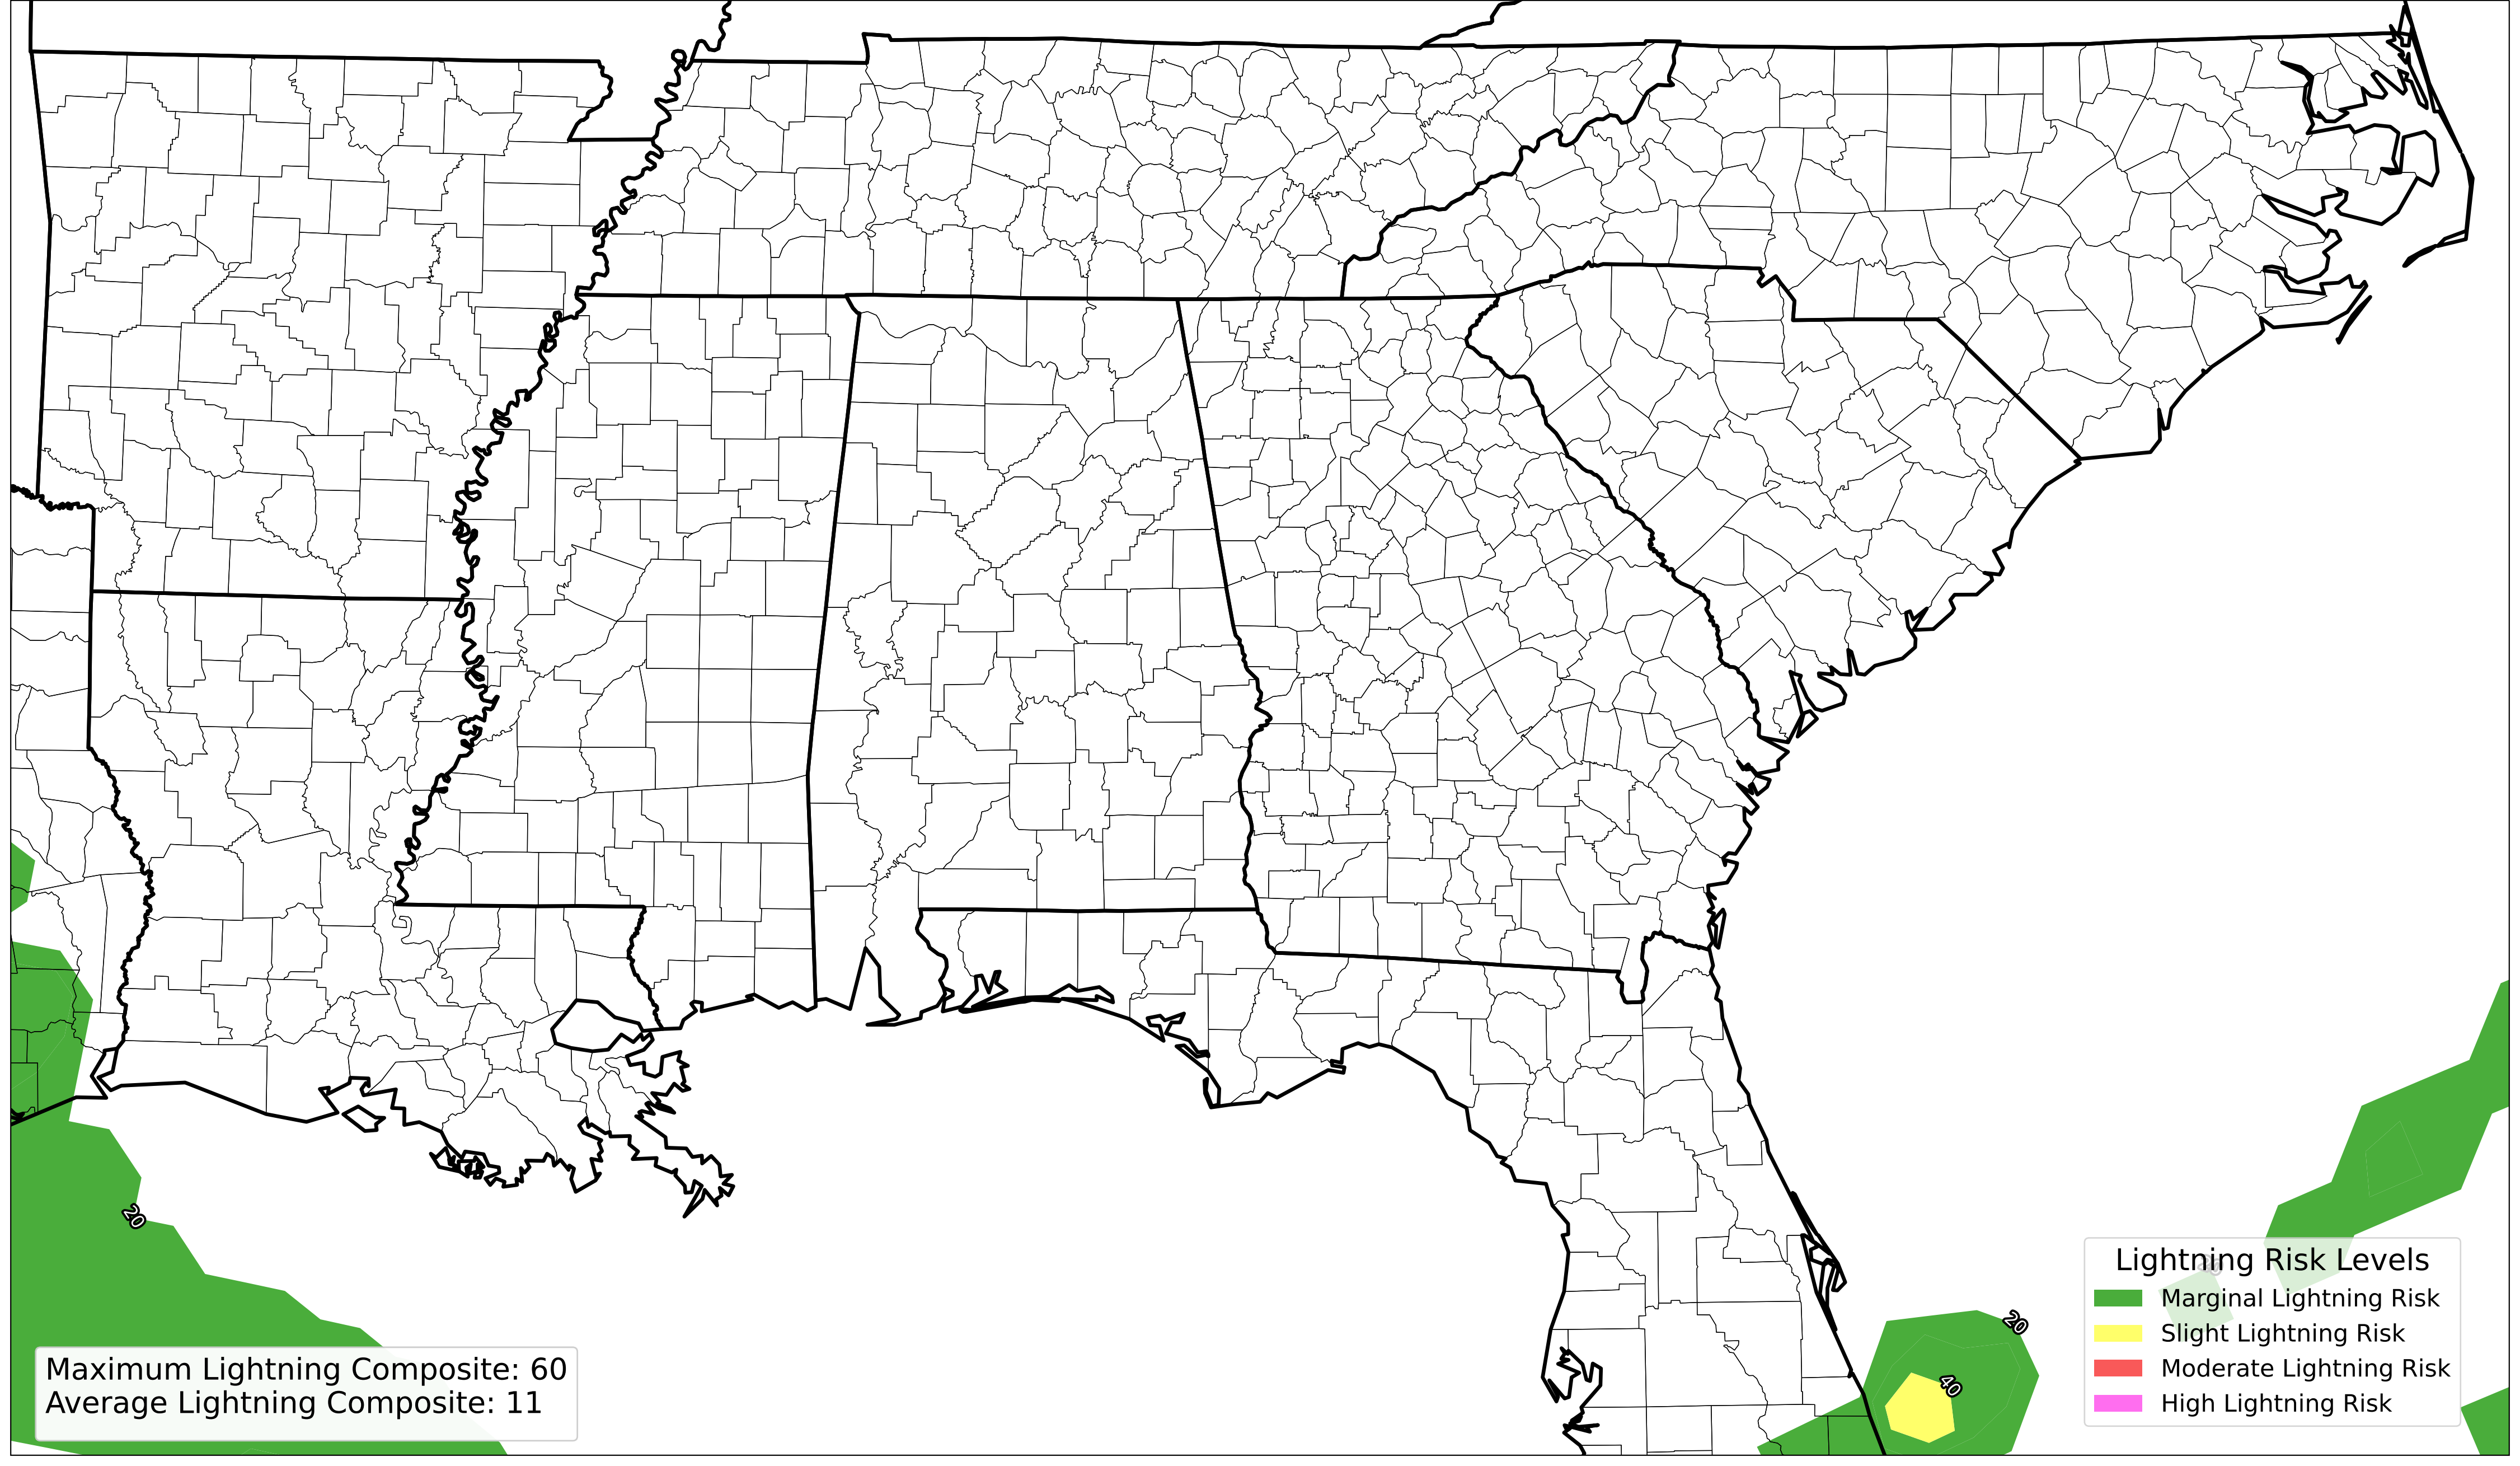 20
20
40
Lightning Risk Levels
Marginal Lightning Risk
Slight Lightning Risk
Moderate Lightning Risk
High Lightning Risk
Maximum Lightning Composite: 60
Average Lightning Composite: 11